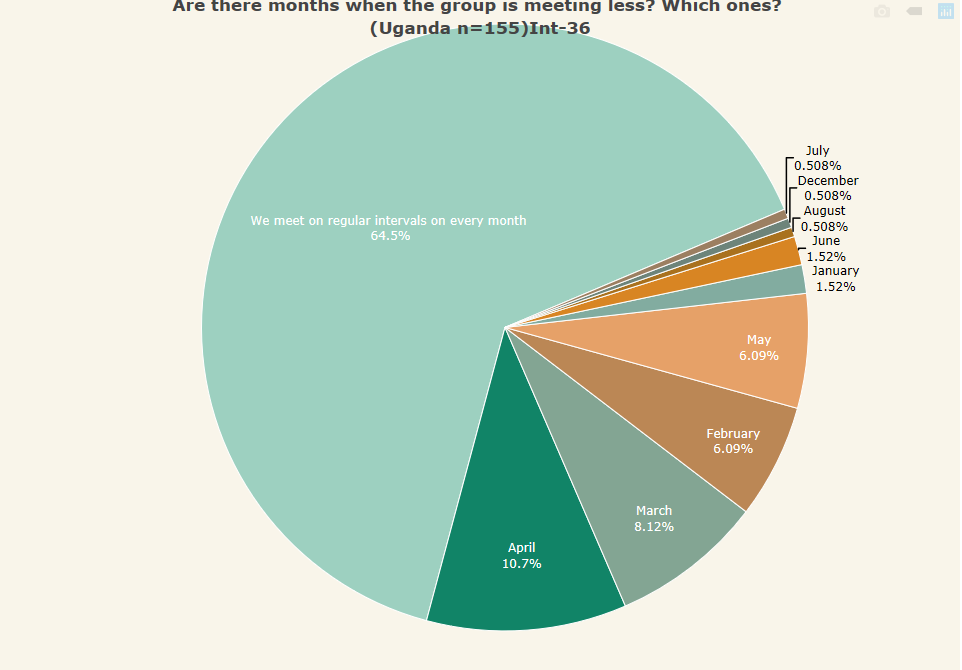 Are there months when the group is meeting less? Which ones?
(Uganda n=155)Int-36
We meet on regular intervals on every month
64.5%
July
0.508%
December
0.508%
August
0.508%
June
1.52%
January
1.52%
May
6.09%
February
6.09%
March
8.12%
April
10.7%